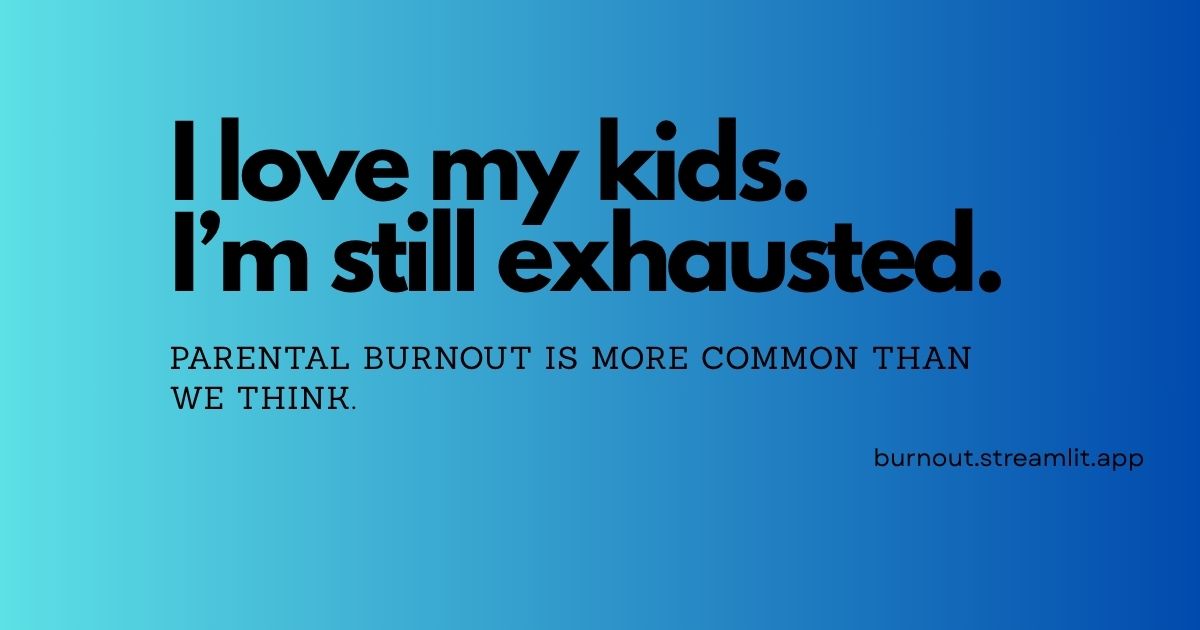 I love my kids.
I’m still exhausted.
PARENTAL BURNOUT IS MORE COMMON THAN
WE THINK.
burnout.streamlit.app